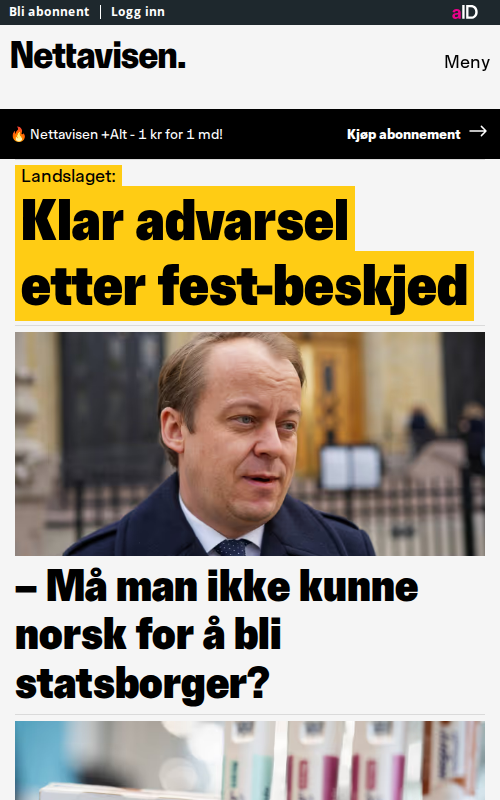 Bli abonnent | Logg inn
aID
Nettavisen.
Meny
🔥 Nettavisen +Alt - 1 kr for 1 md!
Kjøp abonnement →
Landslaget:
Klar advarsel
etter fest-beskjed
– Må man ikke kunne
norsk for å bli
statsborger?